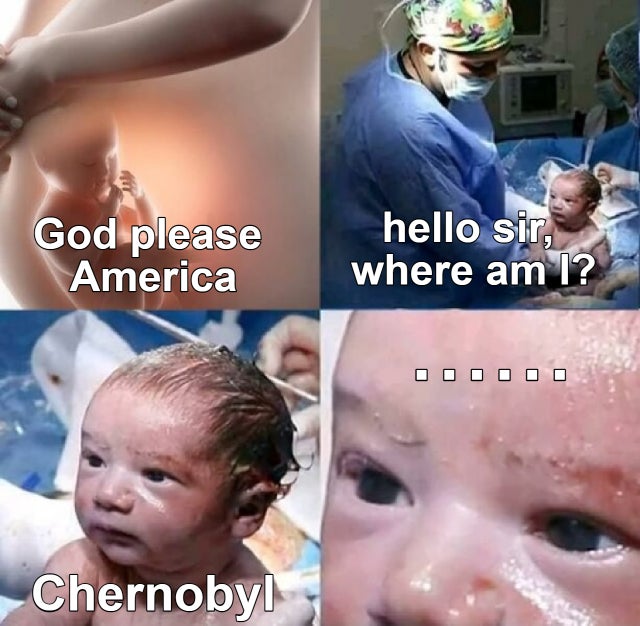 God please
America
hello sir,
where am I?
Chernobyl
......